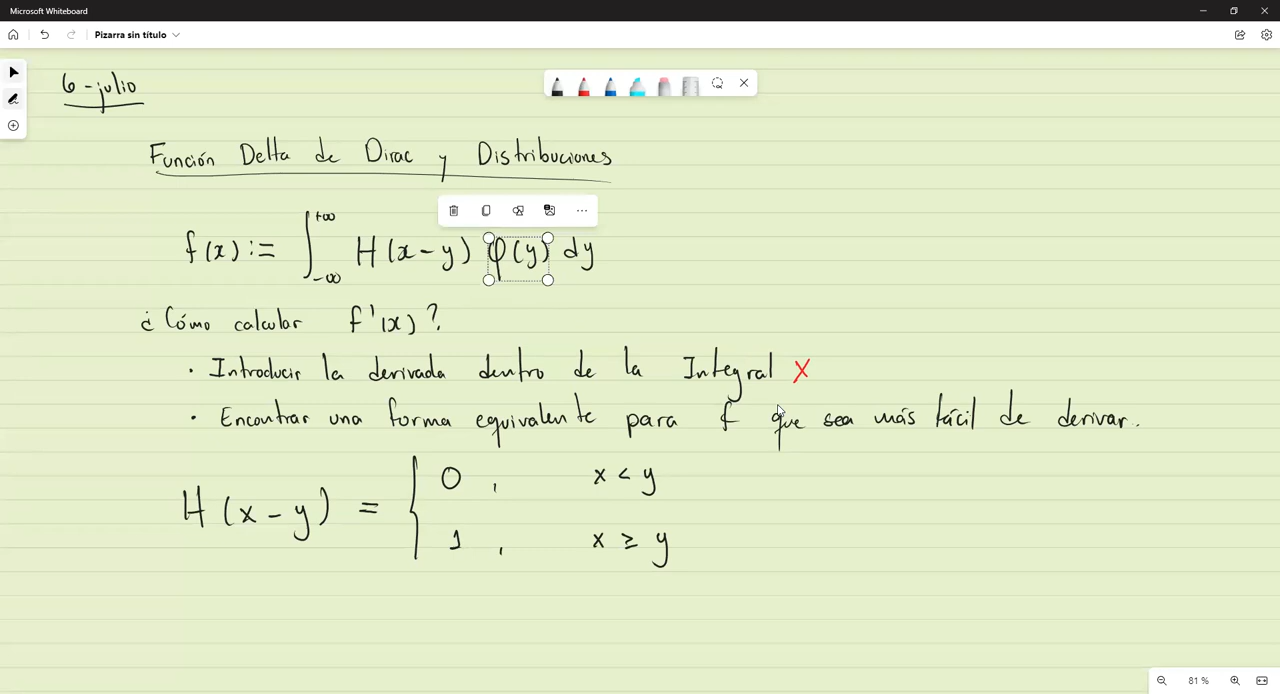 Microsoft Whiteboard
Pizarra sin título
6-julio
Función Delta de Dirac y Distribuciones
f(x) := ∫_{-∞}^{+∞} H(x-y) φ(y) dy
¿Cómo calcular f'(x)?
• Introducir la derivada dentro de la Integral X
• Encontrar una forma equivalente para f que sea más fácil de derivar.
H(x-y) = { 0 , x < y
1 , x ≥ y
81 %